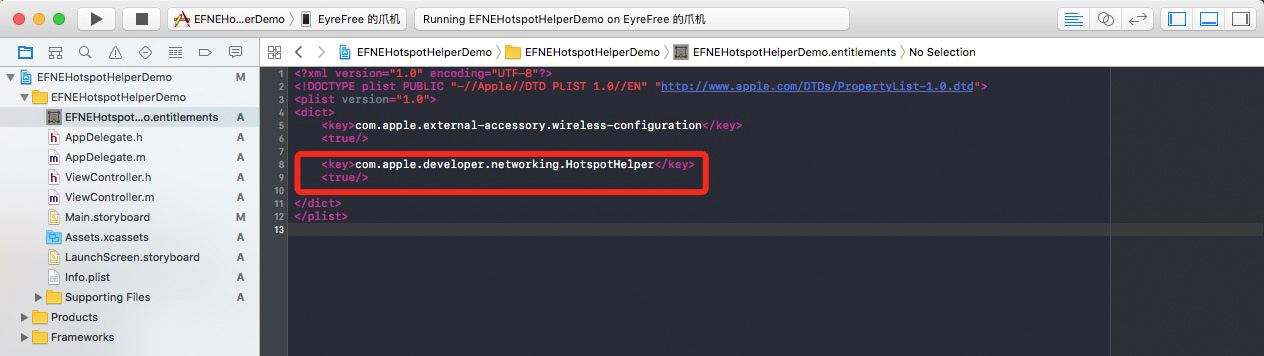 EFNEHo...erDemo 〉 EyreFree 的爪机
Running EFNEHotspotHelperDemo on EyreFree 的爪机
EFNEHotspotHelperDemo 〉 EFNEHotspotHelperDemo 〉 EFNEHotspotHelperDemo.entitlements 〉 No Selection
EFNEHotspotHelperDemo M
EFNEHotspotHelperDemo
EFNEHotspot...o.entitlements A
AppDelegate.h A
AppDelegate.m A
ViewController.h A
ViewController.m A
Main.storyboard M
Assets.xcassets A
LaunchScreen.storyboard A
Info.plist A
Supporting Files A
Products
Frameworks
1 <?xml version="1.0" encoding="UTF-8"?>
2 <!DOCTYPE plist PUBLIC "-//Apple//DTD PLIST 1.0//EN" "http://www.apple.com/DTDs/PropertyList-1.0.dtd">
3 <plist version="1.0">
4 <dict>
5 <key>com.apple.external-accessory.wireless-configuration</key>
6 <true/>
7
8 <key>com.apple.developer.networking.HotspotHelper</key>
9 <true/>
10
11 </dict>
12 </plist>
13